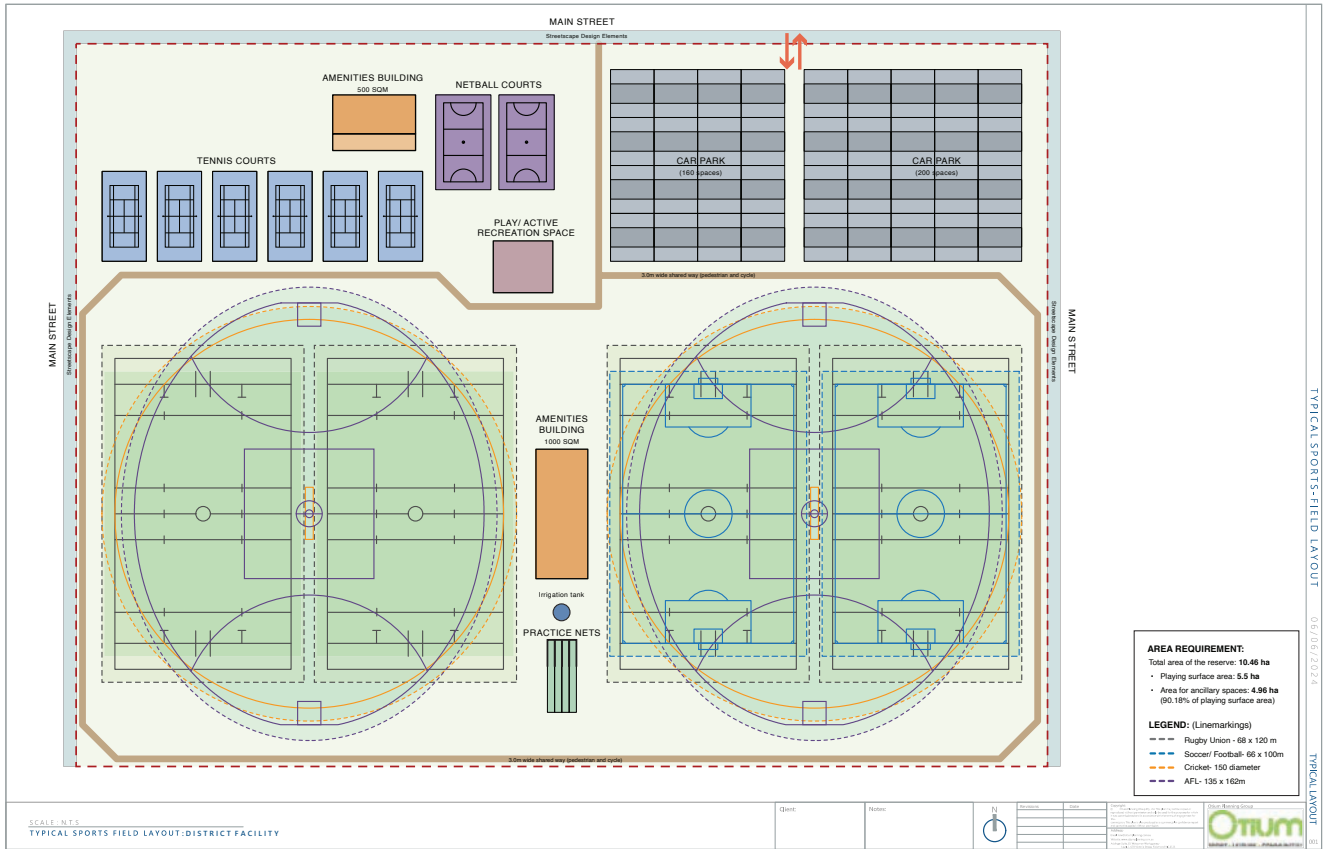 MAIN STREET
Streetscape Design Elements
AMENITIES BUILDING
500 SQM
NETBALL COURTS
TENNIS COURTS
CAR PARK
(160 spaces)
CAR PARK
(200 spaces)
PLAY/ ACTIVE
RECREATION SPACE
3.0m wide shared way (pedestrian and cycle)
MAIN STREET
Streetscape Design Elements
Streetscape Design Elements
MAIN STREET
AMENITIES
BUILDING
1000 SQM
Irrigation tank
PRACTICE NETS
3.0m wide shared way (pedestrian and cycle)
TYPICAL SPORTS-FIELD LAYOUT
06/06/2024
TYPICAL LAYOUT
AREA REQUIREMENT:
Total area of the reserve: 10.46 ha
• Playing surface area: 5.5 ha
• Area for ancillary spaces: 4.96 ha
(90.18% of playing surface area)
LEGEND: (Linemarkings)
Rugby Union - 68 x 120 m
Soccer/ Football- 66 x 100m
Cricket- 150 diameter
AFL- 135 x 162m
SCALE: N.T.S
TYPICAL SPORTS FIELD LAYOUT: DISTRICT FACILITY
Notes:
N
Date
Otium Planning Group
OTIUM